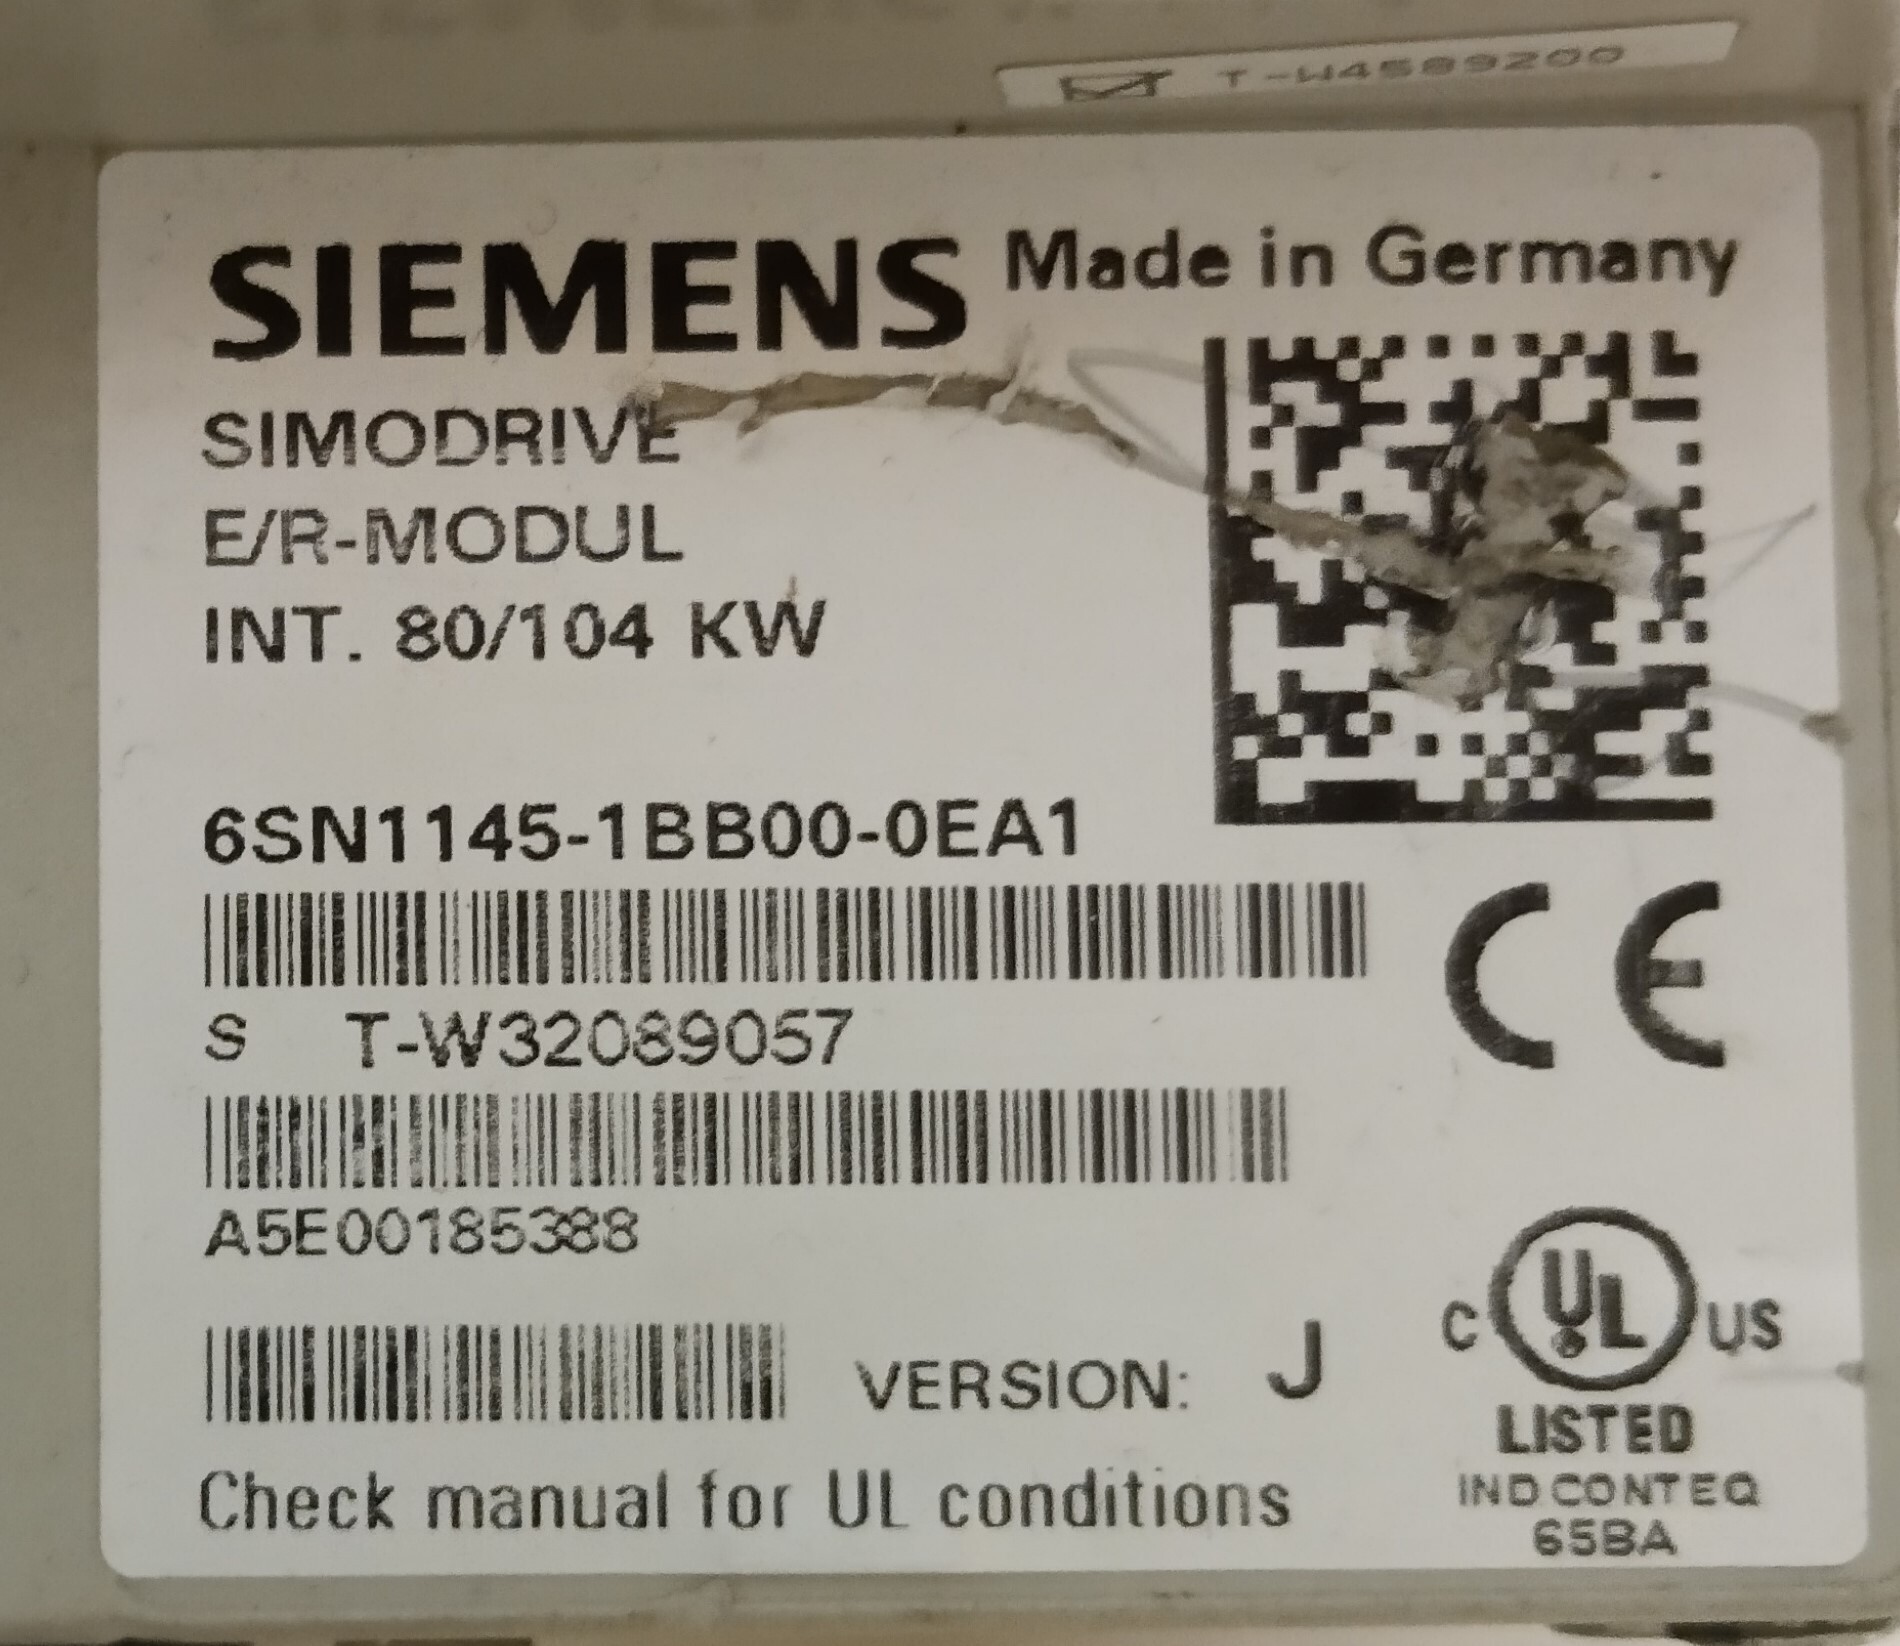 T-W4589200
SIEMENS Made in Germany
SIMODRIVE
E/R-MODUL
INT. 80/104 KW
6SN1145-1BB00-0EA1
CE
S T-W32089057
A5E00185388
VERSION: J
C UL US
LISTED
IND CONT EQ
65BA
Check manual for UL conditions